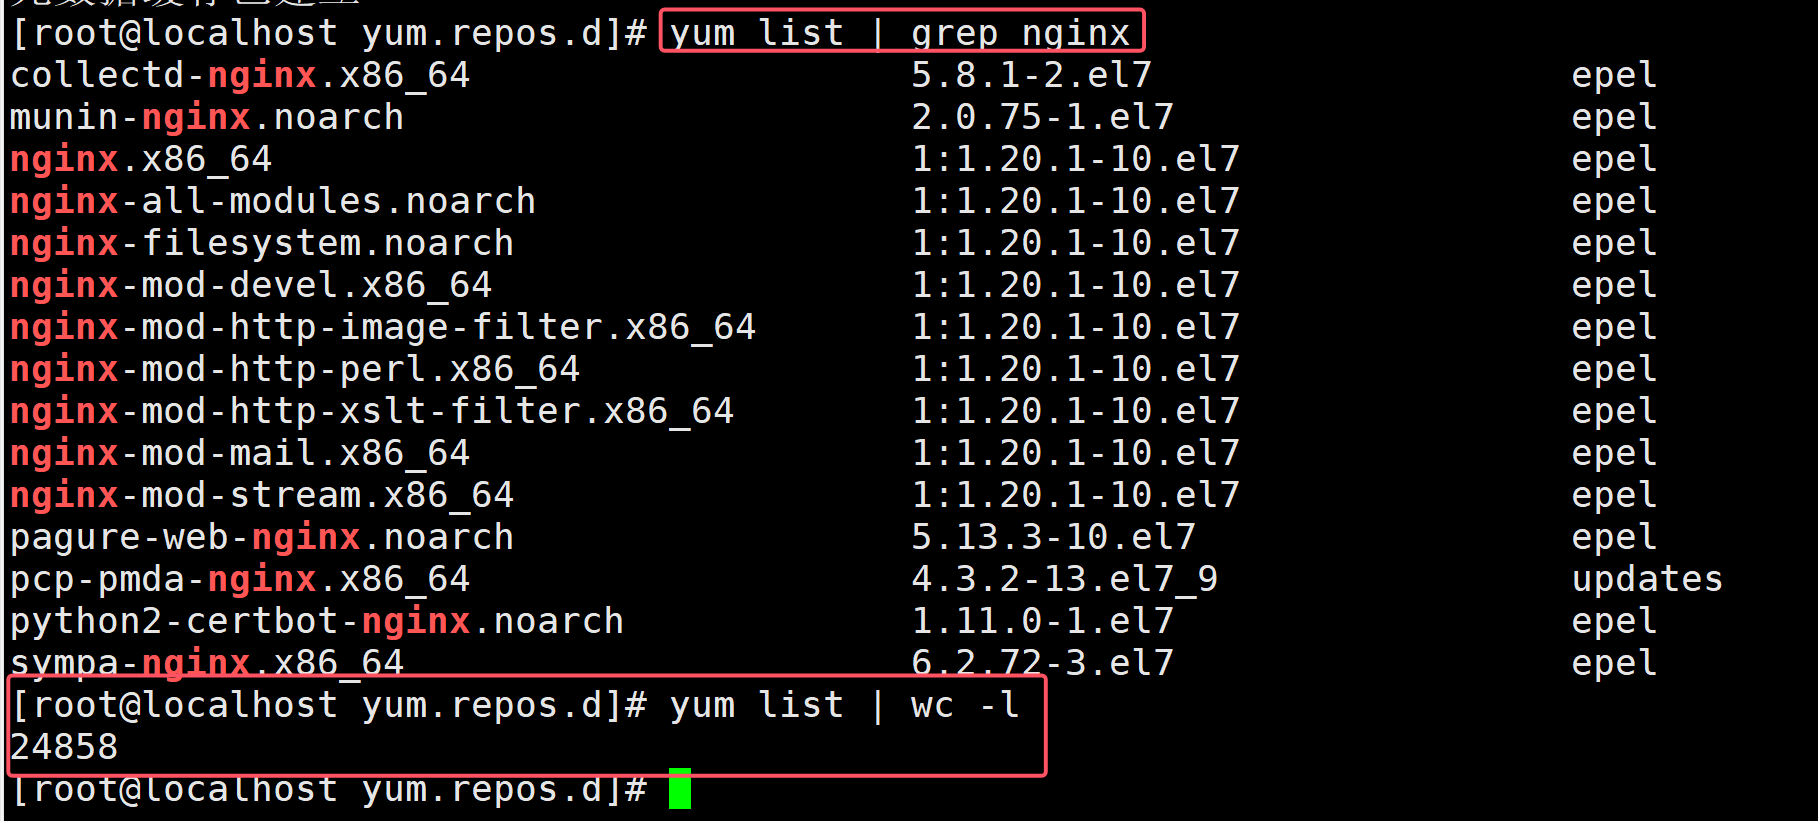 元数据缓存已建立
[root@localhost yum.repos.d]# yum list | grep nginx
collectd-nginx.x86_64 5.8.1-2.el7 epel
munin-nginx.noarch 2.0.75-1.el7 epel
nginx.x86_64 1:1.20.1-10.el7 epel
nginx-all-modules.noarch 1:1.20.1-10.el7 epel
nginx-filesystem.noarch 1:1.20.1-10.el7 epel
nginx-mod-devel.x86_64 1:1.20.1-10.el7 epel
nginx-mod-http-image-filter.x86_64 1:1.20.1-10.el7 epel
nginx-mod-http-perl.x86_64 1:1.20.1-10.el7 epel
nginx-mod-http-xslt-filter.x86_64 1:1.20.1-10.el7 epel
nginx-mod-mail.x86_64 1:1.20.1-10.el7 epel
nginx-mod-stream.x86_64 1:1.20.1-10.el7 epel
pagure-web-nginx.noarch 5.13.3-10.el7 epel
pcp-pmda-nginx.x86_64 4.3.2-13.el7_9 updates
python2-certbot-nginx.noarch 1.11.0-1.el7 epel
sympa-nginx.x86_64 6.2.72-3.el7 epel
[root@localhost yum.repos.d]# yum list | wc -l
24858
[root@localhost yum.repos.d]#